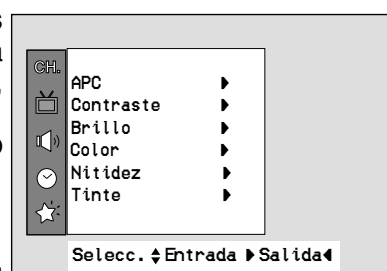 CH.
APC
Contraste
Brillo
Color
Nitidez
Tinte
Selecc. Entrada Salida